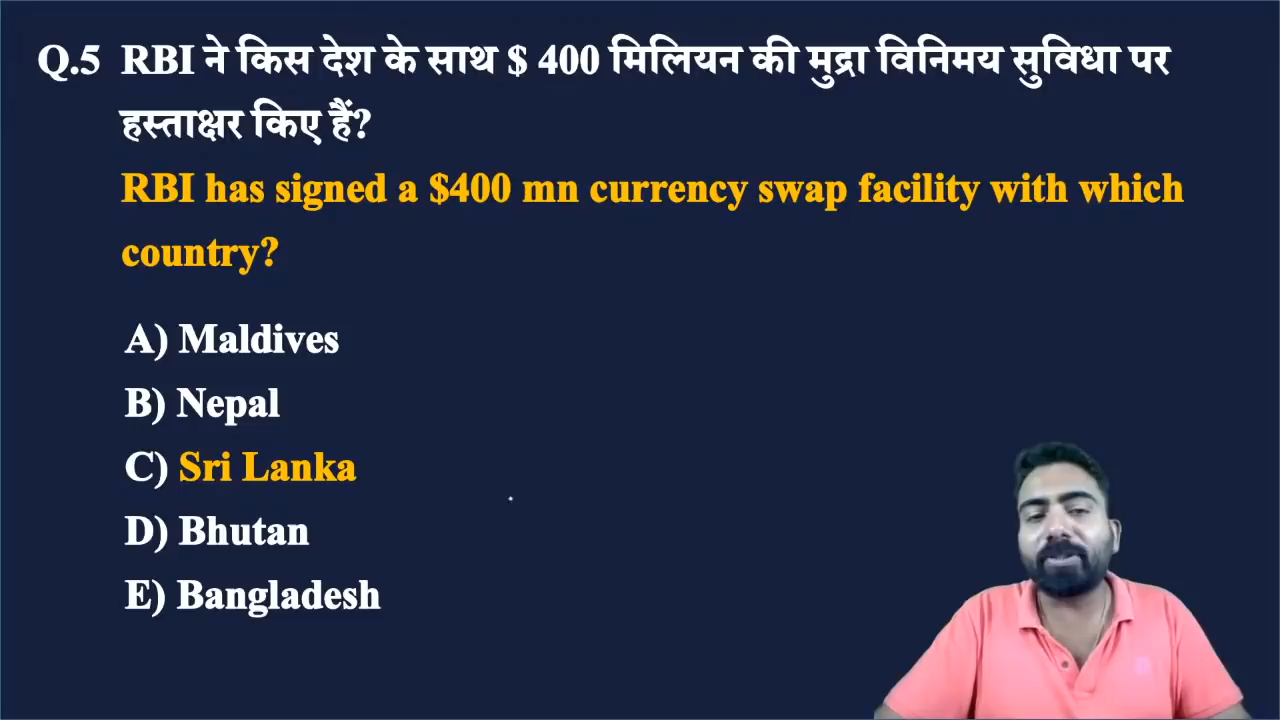 Q.5 RBI ने किस देश के साथ $ 400 मिलियन की मुद्रा विनिमय सुविधा पर
हस्ताक्षर किए हैं?
RBI has signed a $400 mn currency swap facility with which
country?
A) Maldives
B) Nepal
C) Sri Lanka
D) Bhutan
E) Bangladesh